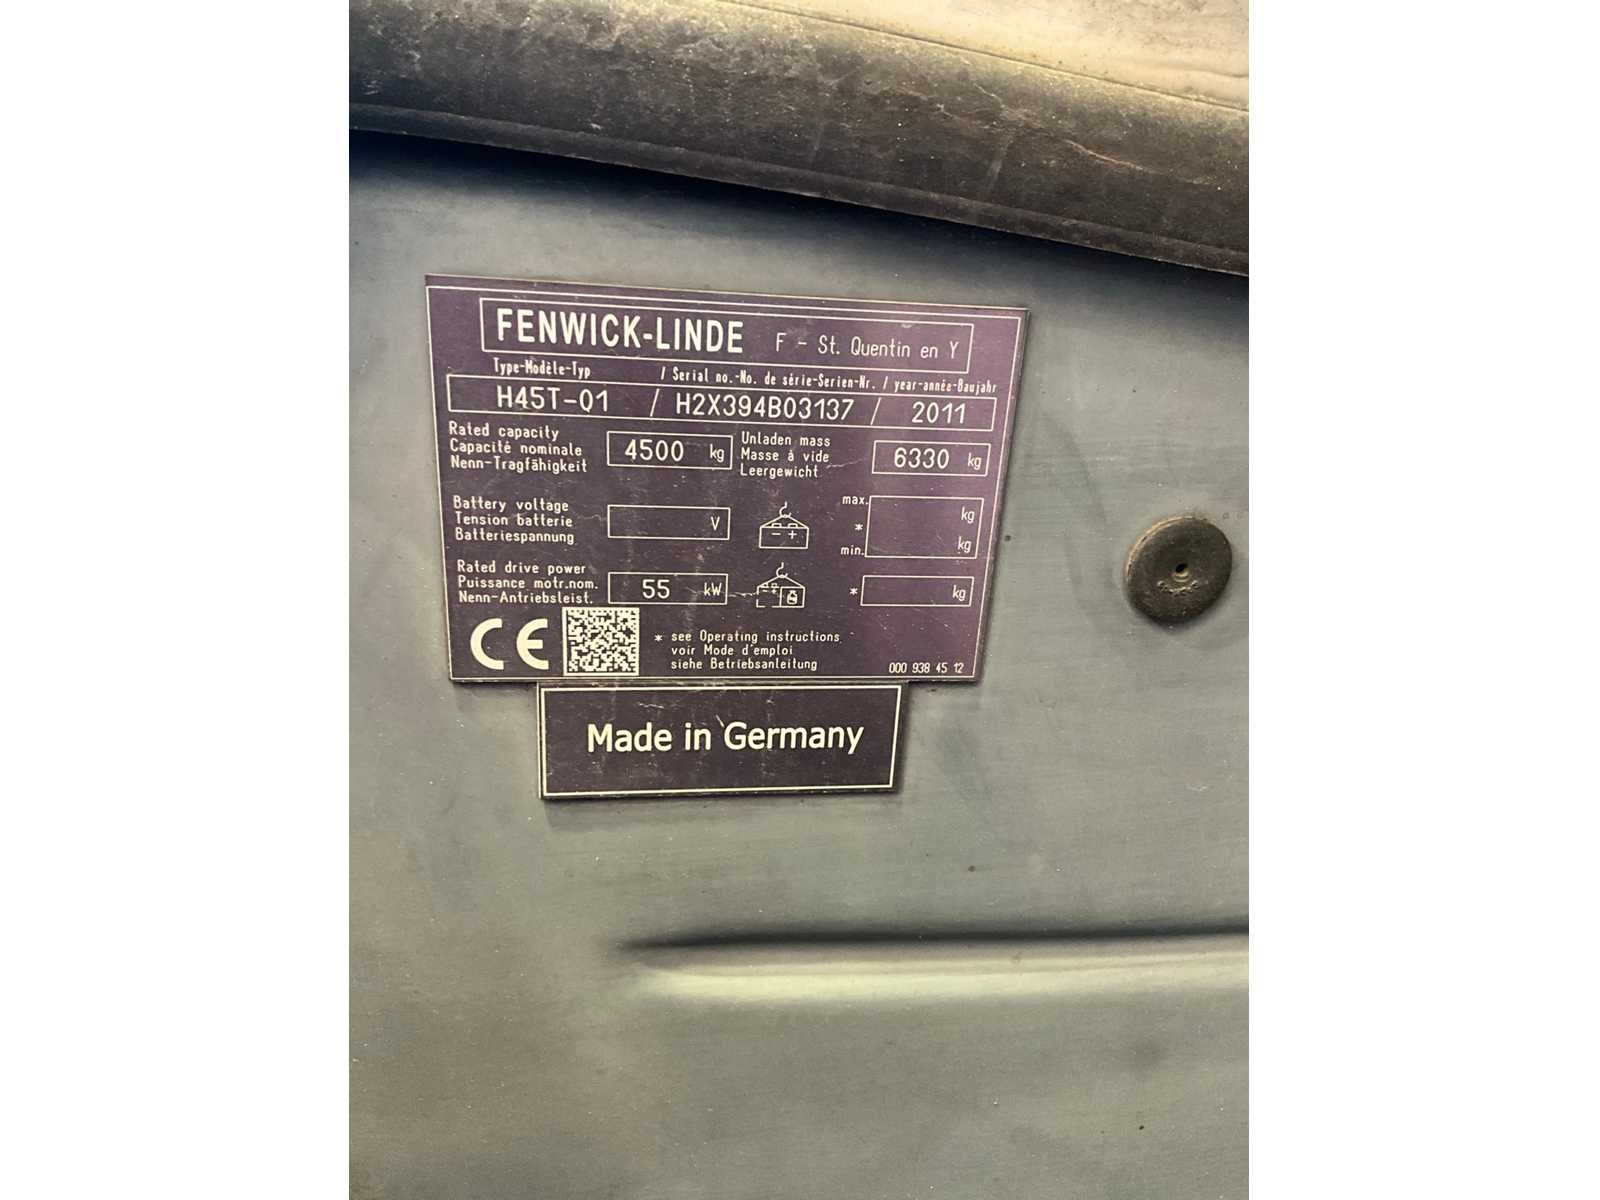 FENWICK-LINDE F - St. Quentin en Y
Type-Modèle-Typ / Serial no.-No. de série-Serien-Nr. / year-année-Baujahr
H45T-01 / H2X394B03137 / 2011
Rated capacity
Capacité nominale
Nenn-Tragfähigkeit
4500 kg
Unladen mass
Masse à vide
Leergewicht
6330 kg
Battery voltage
Tension batterie
Batteriespannung
V
- +
max. kg
*
min. kg
Rated drive power
Puissance motr.nom.
Nenn-Antriebsleist.
55 kW
- +
* kg
CE
* see Operating instructions
voir Mode d'emploi
siehe Betriebsanleitung
000 938 45 12
Made in Germany